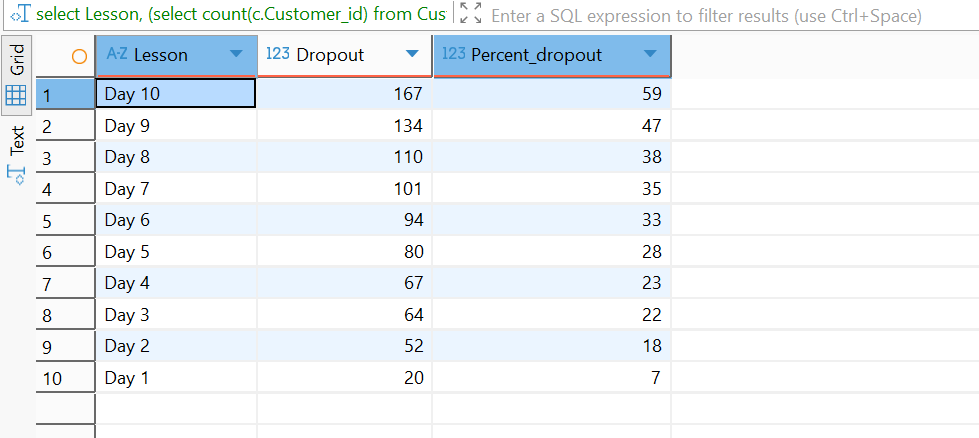 select Lesson, (select count(c.Customer_id) from Cus Enter a SQL expression to filter results (use Ctrl+Space)
Grid
Text
A-Z Lesson 123 Dropout 123 Percent_dropout
1 Day 10 167 59
2 Day 9 134 47
3 Day 8 110 38
4 Day 7 101 35
5 Day 6 94 33
6 Day 5 80 28
7 Day 4 67 23
8 Day 3 64 22
9 Day 2 52 18
10 Day 1 20 7